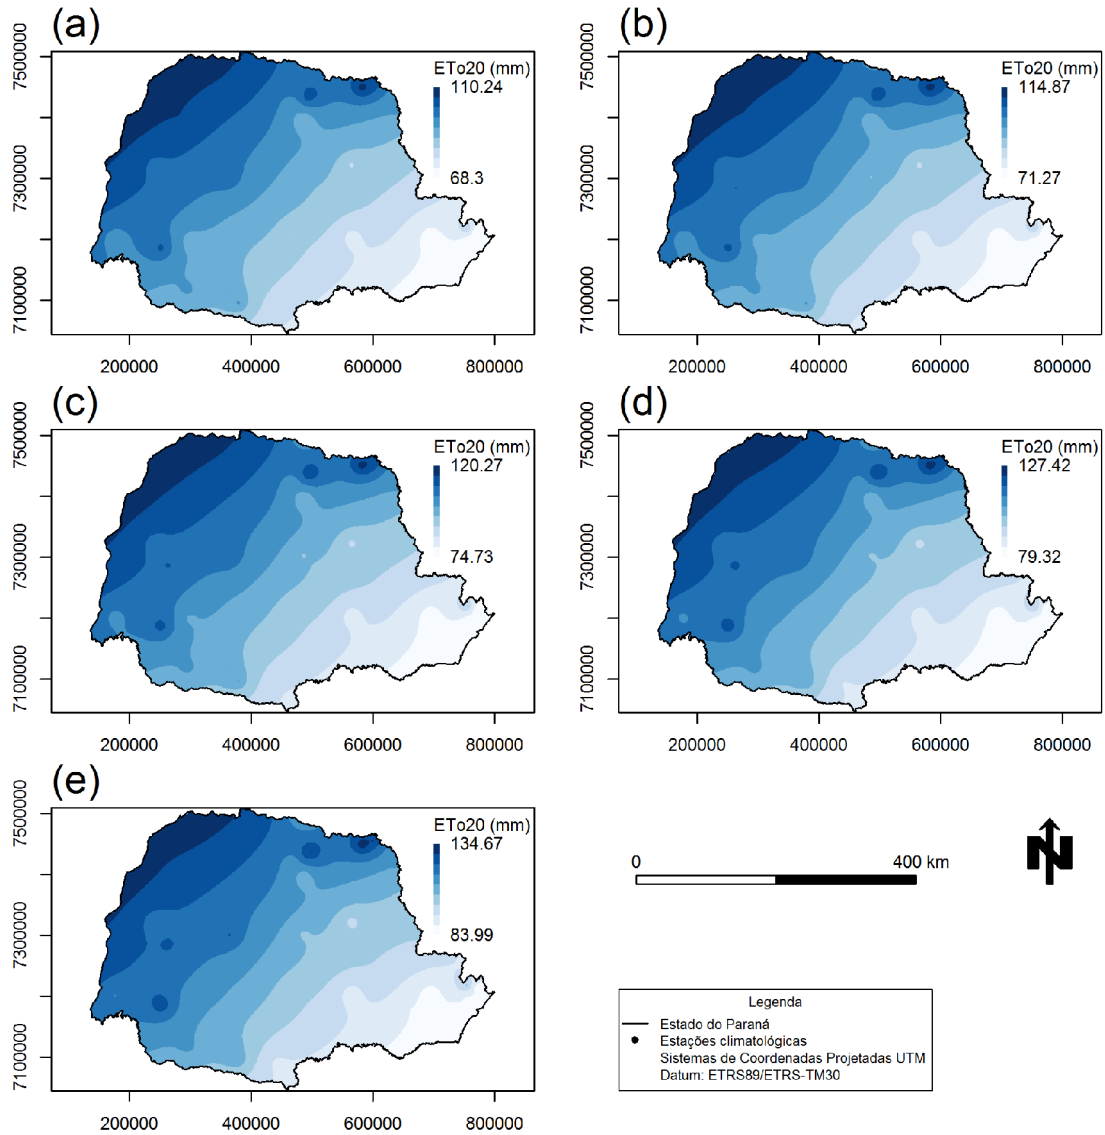 (a)
ETo20 (mm)
110.24
68.3
7500000
7300000
7100000
200000 400000 600000 800000
(b)
ETo20 (mm)
114.87
71.27
7500000
7300000
7100000
200000 400000 600000 800000
(c)
ETo20 (mm)
120.27
74.73
7500000
7300000
7100000
200000 400000 600000 800000
(d)
ETo20 (mm)
127.42
79.32
7500000
7300000
7100000
200000 400000 600000 800000
(e)
ETo20 (mm)
134.67
83.99
7500000
7300000
7100000
200000 400000 600000 800000
0 400 km
N
Legenda
Estado do Paraná
Estações climatológicas
Sistemas de Coordenadas Projetadas UTM
Datum: ETRS89/ETRS-TM30